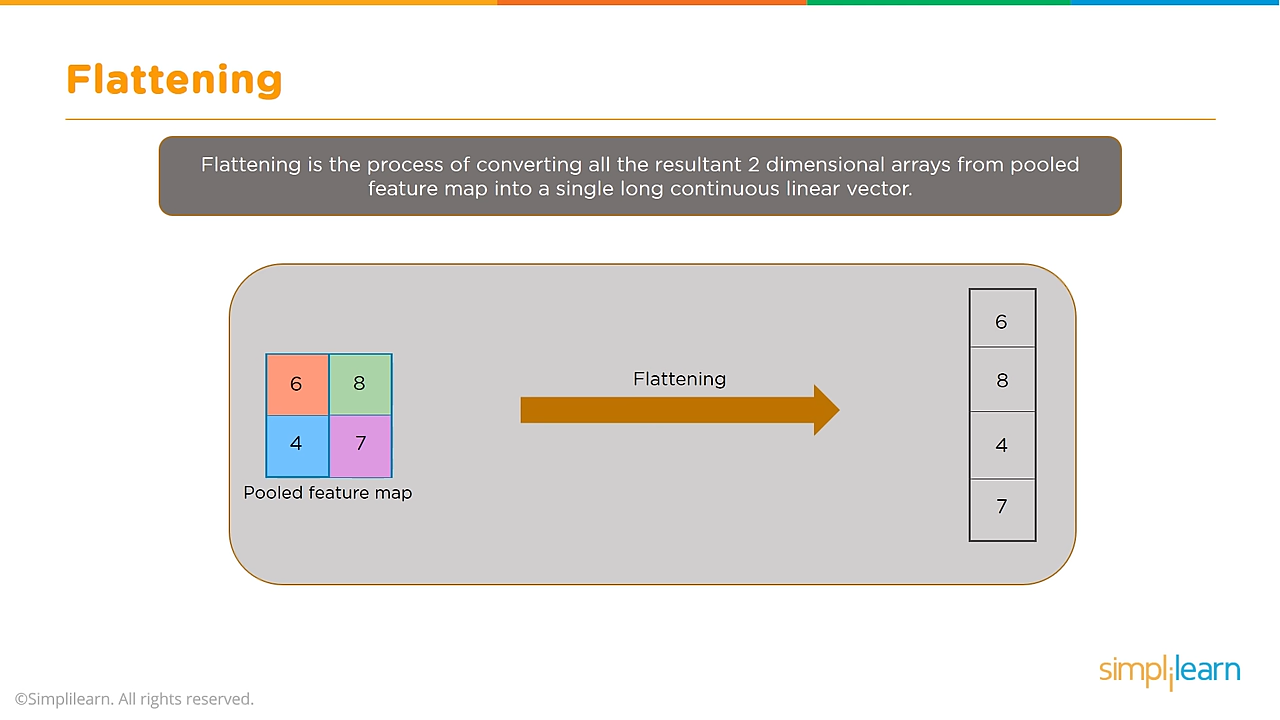 Flattening
Flattening is the process of converting all the resultant 2 dimensional arrays from pooled
feature map into a single long continuous linear vector.
6 8
4 7
Pooled feature map
Flattening
6
8
4
7
simplilearn
©Simplilearn. All rights reserved.